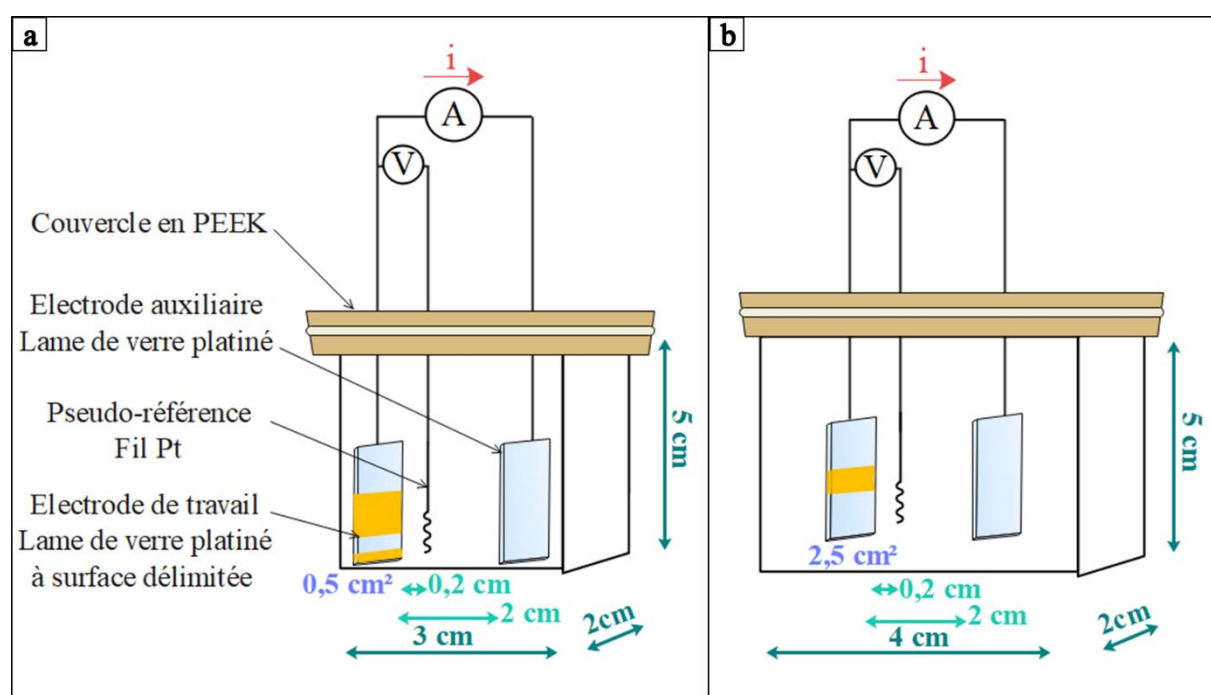 a
i
A
V
Couvercle en PEEK
Electrode auxiliaire
Lame de verre platiné
Pseudo-référence
Fil Pt
Electrode de travail
Lame de verre platiné
à surface délimitée
0,5 cm²
0,2 cm
2 cm
3 cm
2cm
5 cm
b
i
A
V
2,5 cm²
0,2 cm
2 cm
4 cm
2cm
5 cm